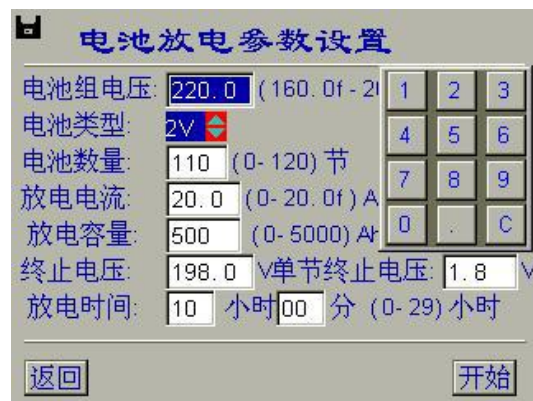 电池放电参数设置
电池组电压: 220.0 (160.0f-2
电池类型: 2V
电池数量: 110 (0-120) 节
放电电流: 20.0 (0-20.0f) A
放电容量: 500 (0-5000) Ah
终止电压: 198.0 V单节终止电压: 1.8 V
放电时间: 10 小时00 分 (0-29)小时
1 2 3
4 5 6
7 8 9
0 . C
返回 开始